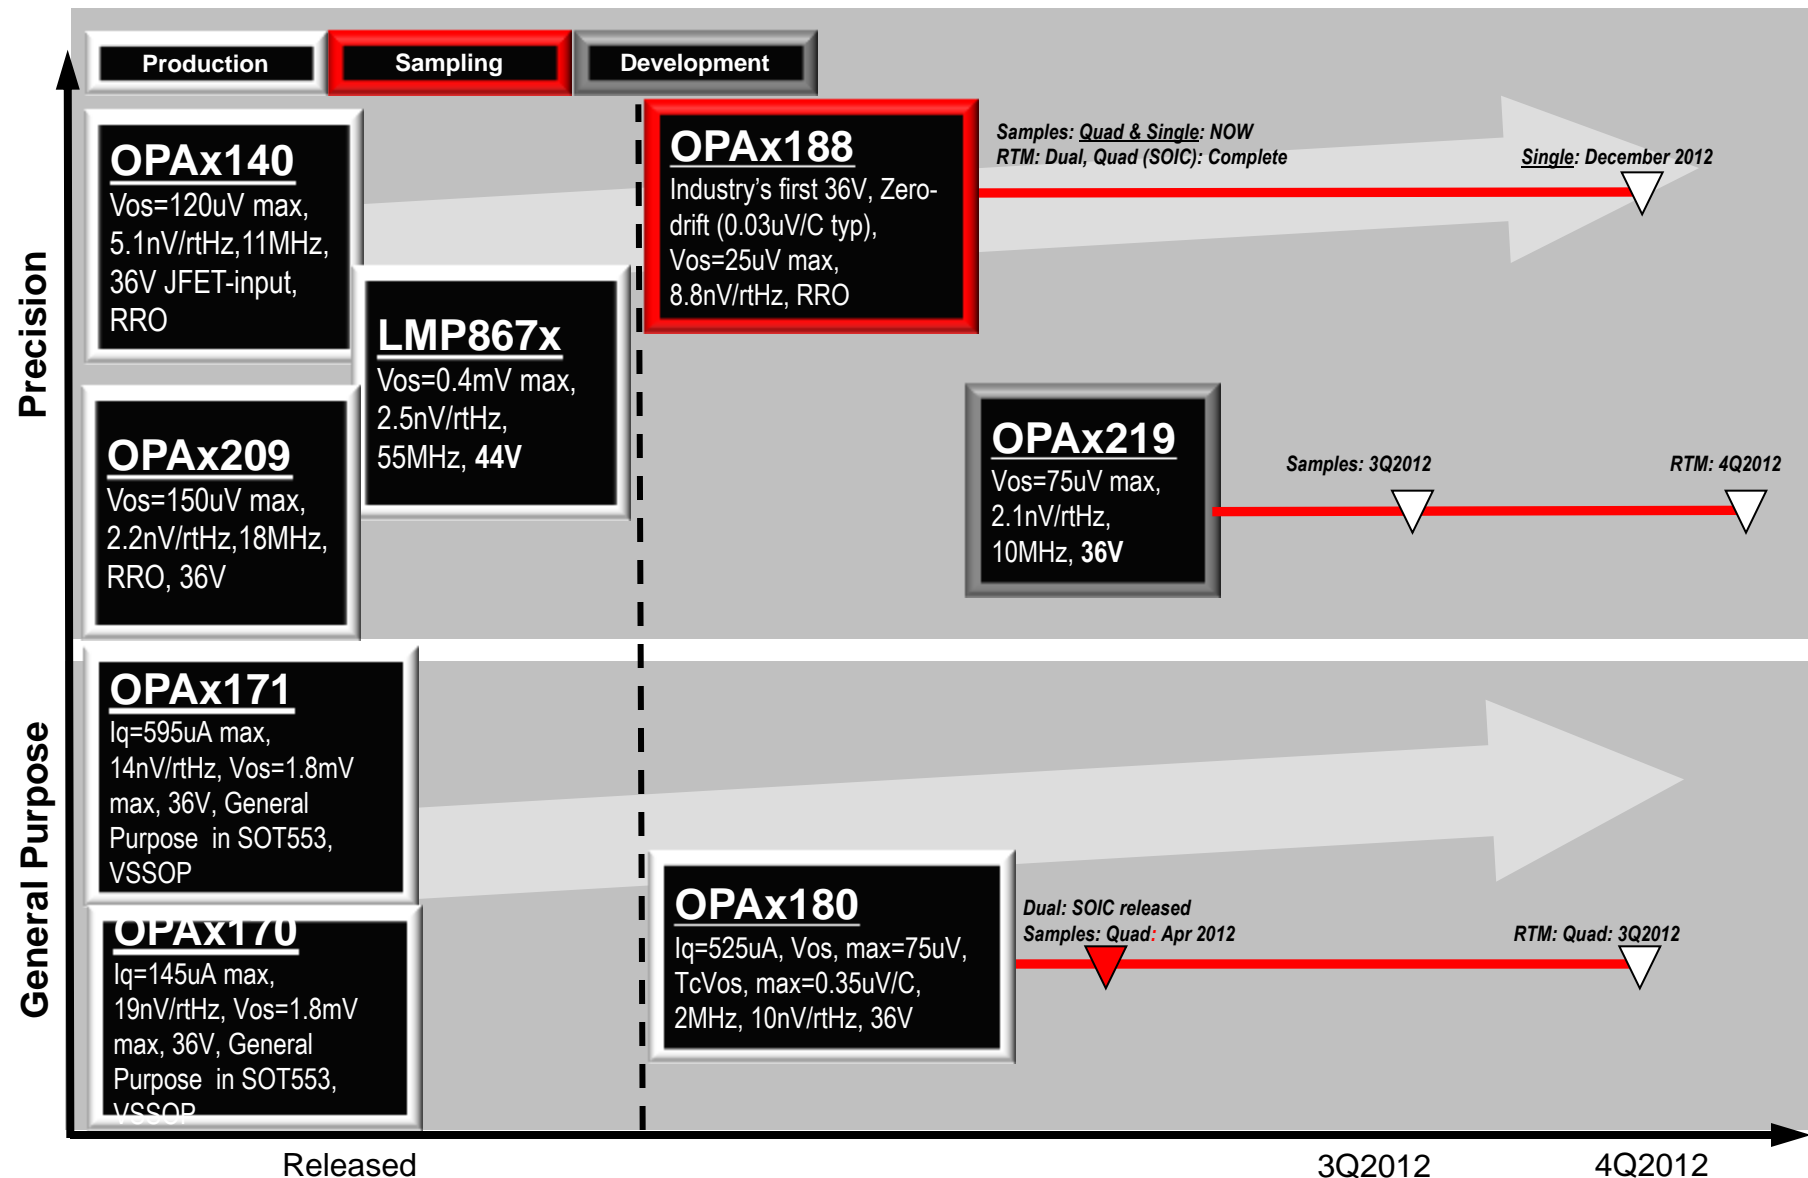 Production
Sampling
Development
Precision
OPAx140
Vos=120uV max,
5.1nV/rtHz,11MHz,
36V JFET-input,
RRO
LMP867x
Vos=0.4mV max,
2.5nV/rtHz,
55MHz, 44V
OPAx209
Vos=150uV max,
2.2nV/rtHz,18MHz,
RRO, 36V
OPAx188
Industry’s first 36V, Zero-
drift (0.03uV/C typ),
Vos=25uV max,
8.8nV/rtHz, RRO
Samples: Quad & Single: NOW
RTM: Dual, Quad (SOIC): Complete
Single: December 2012
OPAx219
Vos=75uV max,
2.1nV/rtHz,
10MHz, 36V
Samples: 3Q2012
RTM: 4Q2012
General Purpose
OPAx171
Iq=595uA max,
14nV/rtHz, Vos=1.8mV
max, 36V, General
Purpose in SOT553,
VSSOP
OPAx170
Iq=145uA max,
19nV/rtHz, Vos=1.8mV
max, 36V, General
Purpose in SOT553,
VSSOP
OPAx180
Iq=525uA, Vos, max=75uV,
TcVos, max=0.35uV/C,
2MHz, 10nV/rtHz, 36V
Dual: SOIC released
Samples: Quad: Apr 2012
RTM: Quad: 3Q2012
Released
3Q2012
4Q2012